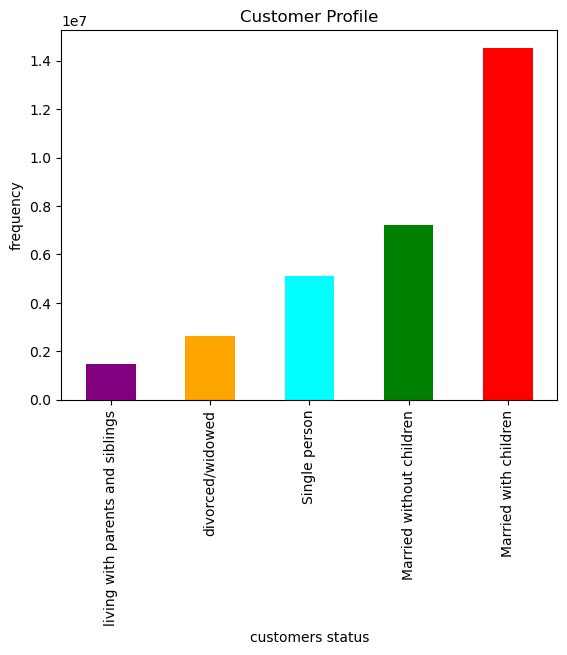 Customer Profile
1e7
1.4
1.2
1.0
0.8
0.6
0.4
0.2
0.0
frequency
living with parents and siblings
divorced/widowed
Single person
Married without children
Married with children
customers status